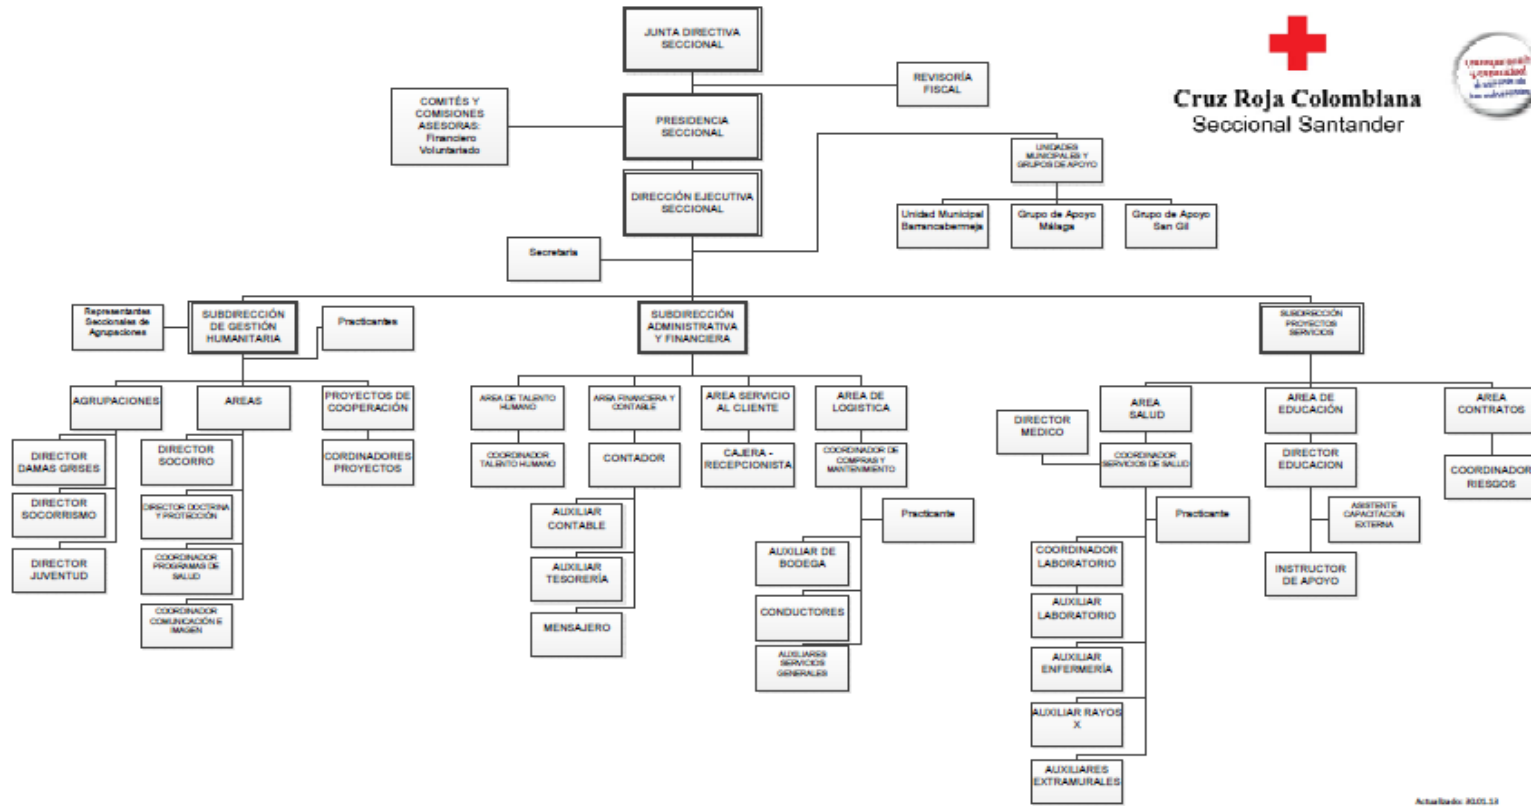 JUNTA DIRECTIVA
SECCIONAL
REVISORÍA
FISCAL
COMITÉS Y
COMISIONES
ASESORAS:
Financiero
Voluntariado
PRESIDENCIA
SECCIONAL
Cruz Roja Colombiana
Seccional Santander
UNIDADES
MUNICIPALES Y
GRUPOS DE APOYO
DIRECCIÓN EJECUTIVA
SECCIONAL
Unidad Municipal
Barrancabermeja
Grupo de Apoyo
Málaga
Grupo de Apoyo
San Gil
Secretaria
Representantes
Seccionales de
Agrupaciones
SUBDIRECCIÓN
DE GESTIÓN
HUMANITARIA
Practicantes
SUBDIRECCIÓN
ADMINISTRATIVA
Y FINANCIERA
SUBDIRECCIÓN
PROYECTOS
SERVICIOS
AGRUPACIONES
AREAS
PROYECTOS DE
COOPERACIÓN
AREA DE TALENTO
HUMANO
AREA FINANCIERA Y
CONTABLE
AREA SERVICIO
AL CLIENTE
AREA DE
LOGISTICA
AREA
SALUD
AREA DE
EDUCACIÓN
AREA
CONTRATOS
DIRECTOR
MEDICO
DIRECTOR
DAMAS GRISES
DIRECTOR
SOCORRO
CORDINADORES
PROYECTOS
COORDINADOR
TALENTO HUMANO
CONTADOR
CAJERA -
RECEPCIONISTA
COORDINADOR DE
COMPRAS Y
MANTENIMIENTO
COORDINADOR
SERVICIOS DE SALUD
DIRECTOR
EDUCACION
COORDINADOR
RIESGOS
DIRECTOR
SOCORRISMO
DIRECTOR DOCTRINA
Y PROTECCIÓN
AUXILIAR
CONTABLE
Practicante
Practicante
ASISTENTE
CAPACITACION
EXTERNA
DIRECTOR
JUVENTUD
COORDINADOR
PROGRAMAS DE
SALUD
AUXILIAR
TESORERÍA
AUXILIAR DE
BODEGA
COORDINADOR
LABORATORIO
INSTRUCTOR
DE APOYO
COORDINADOR
COMUNICACIÓN E
IMAGEN
MENSAJERO
CONDUCTORES
AUXILIAR
LABORATORIO
AUXILIARES
SERVICIOS
GENERALES
AUXILIAR
ENFERMERÍA
AUXILIAR RAYOS
X
AUXILIARES
EXTRAMURALES
Actualizado: 30.01.13